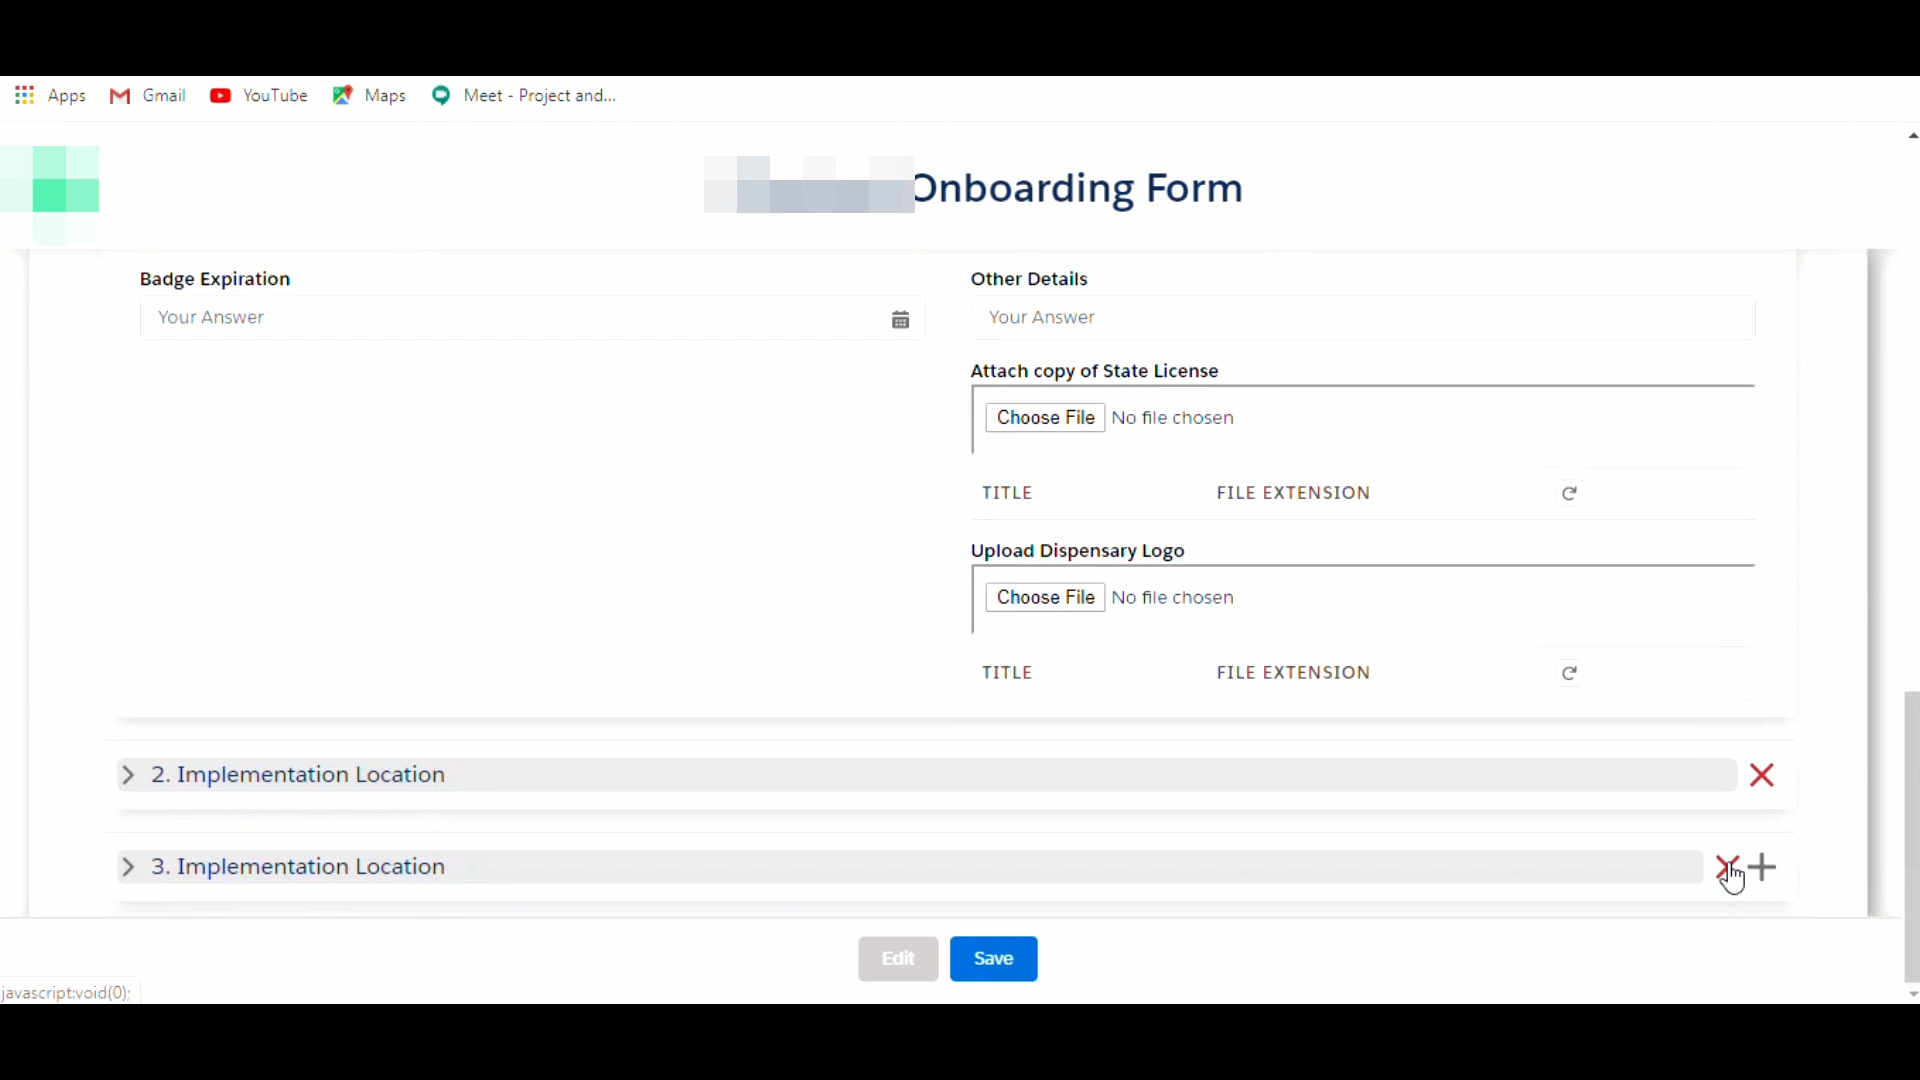 Apps Gmail YouTube Maps Meet - Project and...
Onboarding Form
Badge Expiration
Your Answer
Other Details
Your Answer
Attach copy of State License
Choose File No file chosen
TITLE FILE EXTENSION
Upload Dispensary Logo
Choose File No file chosen
TITLE FILE EXTENSION
2. Implementation Location
3. Implementation Location
Edit Save
javascript:void(0);